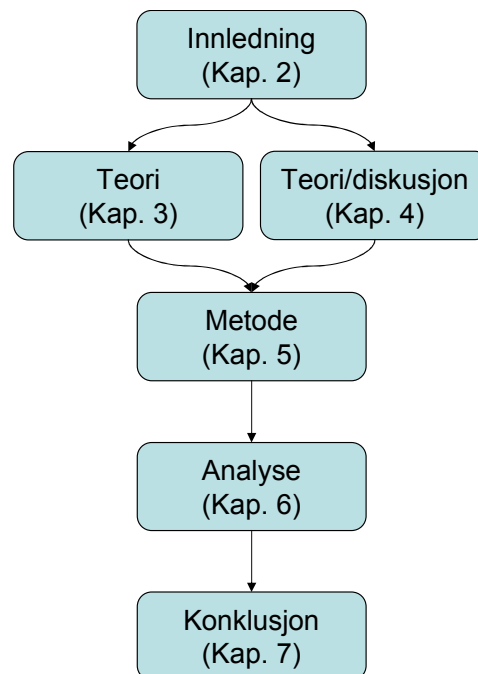 Innledning
(Kap. 2)
Teori
(Kap. 3)
Teori/diskusjon
(Kap. 4)
Metode
(Kap. 5)
Analyse
(Kap. 6)
Konklusjon
(Kap. 7)